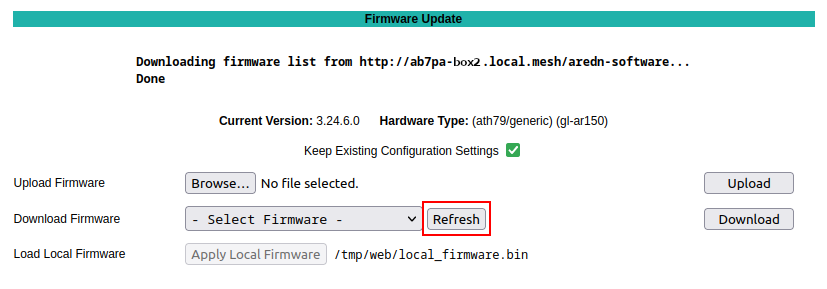 Firmware Update
Downloading firmware list from http://ab7pa-box2.local.mesh/aredn-software...
Done
Current Version: 3.24.6.0 Hardware Type: (ath79/generic) (gl-ar150)
Keep Existing Configuration Settings
Upload Firmware Browse... No file selected. Upload
Download Firmware - Select Firmware - Refresh Download
Load Local Firmware Apply Local Firmware /tmp/web/local_firmware.bin